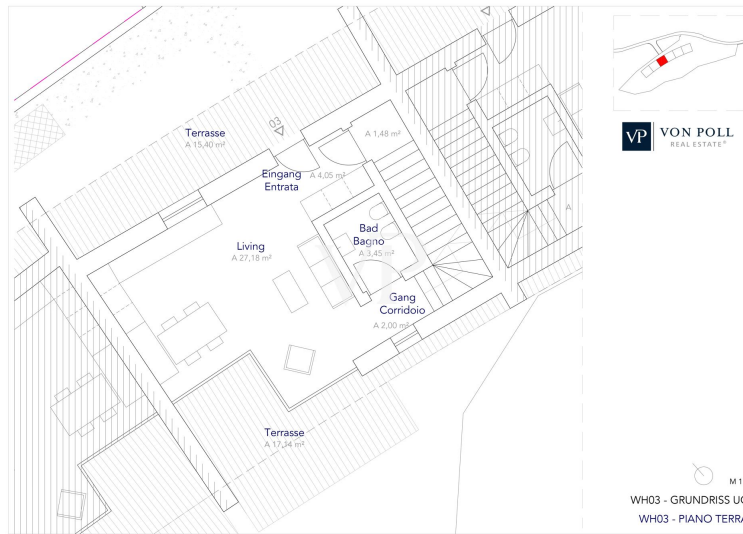 03
Terrasse
A 15,40 m²
A 1,48 m²
Eingang
Entrata
A 4,05 m²
Bad
Bagno
A 3,45 m²
Living
A 27,18 m²
A
Gang
Corridoio
A 2,00 m²
Terrasse
A 17,14 m²
VP VON POLL
REAL ESTATE®
M 1
WH03 - GRUNDRISS
WH03 - PIANO TERRA